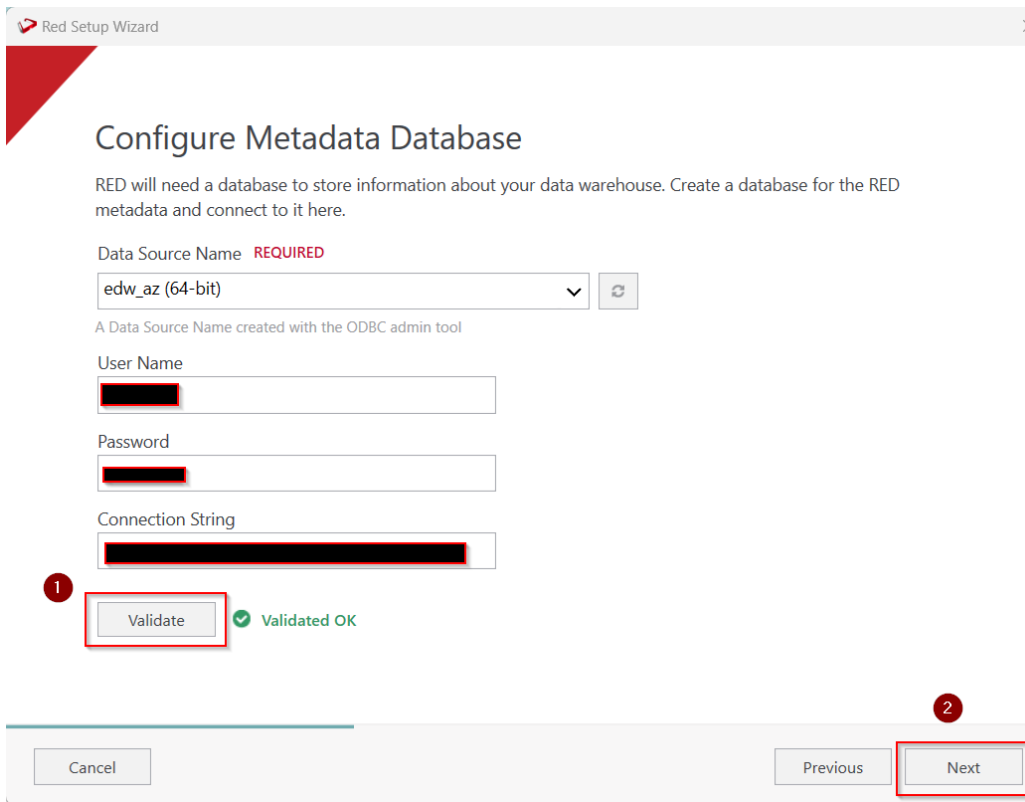 Red Setup Wizard
Configure Metadata Database
RED will need a database to store information about your data warehouse. Create a database for the RED
metadata and connect to it here.
Data Source Name REQUIRED
edw_az (64-bit)
A Data Source Name created with the ODBC admin tool
User Name
Password
Connection String
1
Validate Validated OK
2
Cancel Previous Next